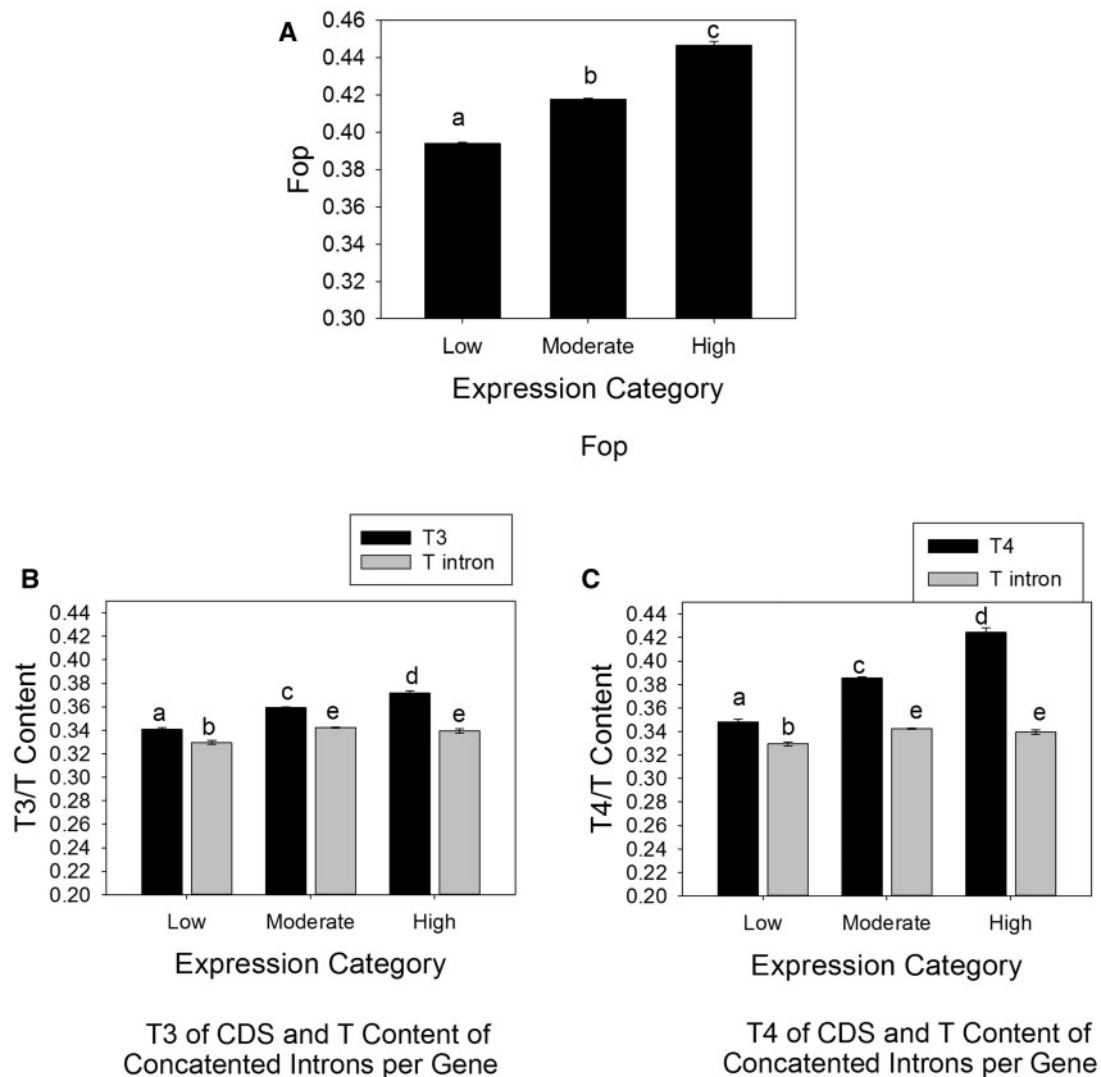 A
0.46
0.44
0.42
0.40
0.38
0.36
0.34
0.32
0.30
Fop
a
b
c
Low Moderate High
Expression Category
Fop
B
T3
T intron
0.44
0.42
0.40
0.38
0.36
0.34
0.32
0.30
0.28
0.26
0.24
0.22
0.20
T3/T Content
a
b
c
e
d
e
Low Moderate High
Expression Category
T3 of CDS and T Content of
Concatented Introns per Gene
C
T4
T intron
0.44
0.42
0.40
0.38
0.36
0.34
0.32
0.30
0.28
0.26
0.24
0.22
0.20
T4/T Content
a
b
c
e
d
e
Low Moderate High
Expression Category
T4 of CDS and T Content of
Concatented Introns per Gene